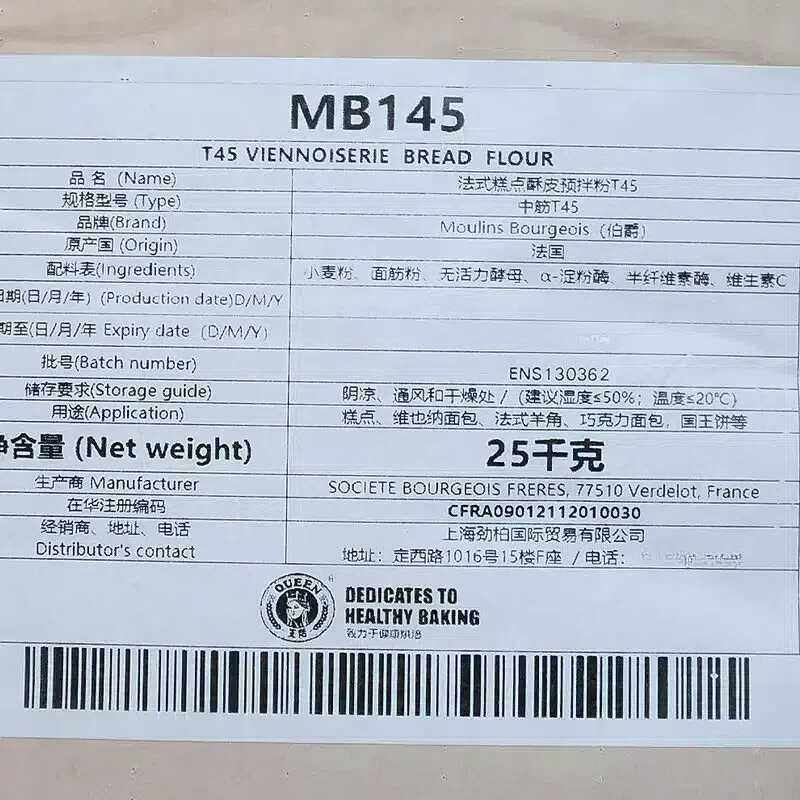 MB145
T45 VIENNOISERIE BREAD FLOUR
品 名 (Name) 法式糕点酥皮预拌粉T45
规格型号 (Type) 中筋T45
品牌(Brand) Moulins Bourgeois (伯爵)
原产国 (Origin) 法国
配料表(Ingredients) 小麦粉、面筋粉、无活力酵母、α-淀粉酶、半纤维素酶、维生素C
日期(日/月/年) (Production date)D/M/Y
期至(日/月/年 Expiry date (D/M/Y)
批号(Batch number) ENS130362
储存要求(Storage guide) 阴凉、通风和干燥处 / (建议湿度≤50%; 温度≤20℃)
用途(Application) 糕点、维也纳面包、法式羊角、巧克力面包、国王饼等
净含量 (Net weight) 25千克
生产商 Manufacturer SOCIETE BOURGEOIS FRERES, 77510 Verdelot, France
在华注册编码 CFRA09012112010030
经销商、地址、电话 上海劲柏国际贸易有限公司
Distributor's contact 地址: 定西路1016号15楼F座 / 电话:
QUEEN
DEDICATES TO
HEALTHY BAKING
致力于健康烘焙